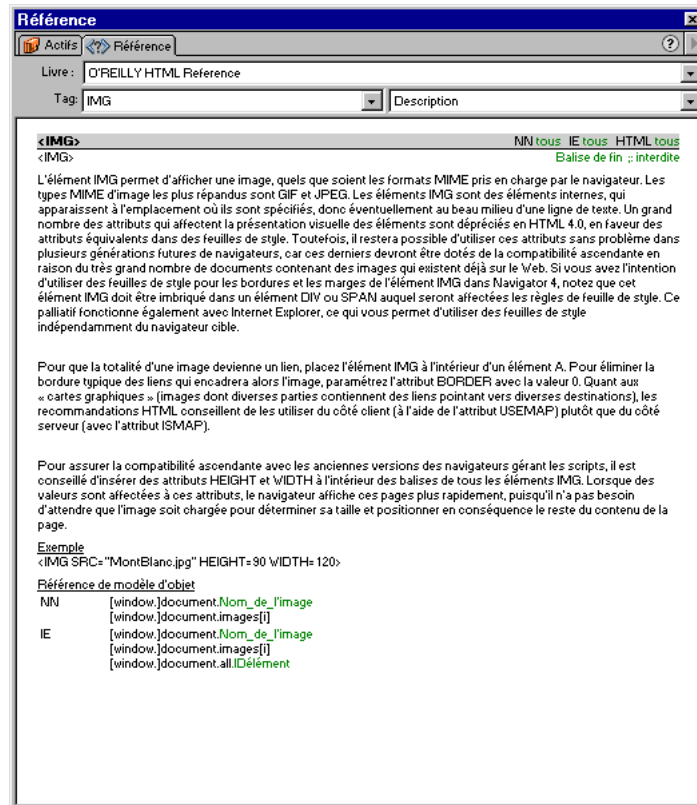 Référence
Actifs Référence
Livre : O'REILLY HTML Reference
Tag: IMG Description
<IMG> NN tous IE tous HTML tous
<IMG> Balise de fin ;: interdite
L'élément IMG permet d'afficher une image, quels que soient les formats MIME pris en charge par le navigateur. Les
types MIME d'image les plus répandus sont GIF et JPEG. Les éléments IMG sont des éléments internes, qui
apparaissent à l'emplacement où ils sont spécifiés, donc éventuellement au beau milieu d'une ligne de texte. Un grand
nombre des attributs qui affectent la présentation visuelle des éléments sont dépréciés en HTML 4.0, en faveur des
attributs équivalents dans des feuilles de style. Toutefois, il restera possible d'utiliser ces attributs sans problème dans
plusieurs générations futures de navigateurs, car ces derniers devront être dotés de la compatibilité ascendante en
raison du très grand nombre de documents contenant des images qui existent déjà sur le Web. Si vous avez l'intention
d'utiliser des feuilles de style pour les bordures et les marges de l'élément IMG dans Navigator 4, notez que cet
élément IMG doit être imbriqué dans un élément DIV ou SPAN auquel seront affectées les règles de feuille de style. Ce
palliatif fonctionne également avec Internet Explorer, ce qui vous permet d'utiliser des feuilles de style
indépendamment du navigateur cible.
Pour que la totalité d'une image devienne un lien, placez l'élément IMG à l'intérieur d'un élément A. Pour éliminer la
bordure typique des liens qui encadrera alors l'image, paramétrez l'attribut BORDER avec la valeur 0. Quant aux
« cartes graphiques » (images dont diverses parties contiennent des liens pointant vers diverses destinations), les
recommandations HTML conseillent de les utiliser du côté client (à l'aide de l'attribut USEMAP) plutôt que du côté
serveur (avec l'attribut ISMAP).
Pour assurer la compatibilité ascendante avec les anciennes versions des navigateurs gérant les scripts, il est
conseillé d'insérer des attributs HEIGHT et WIDTH à l'intérieur des balises de tous les éléments IMG. Lorsque des
valeurs sont affectées à ces attributs, le navigateur affiche ces pages plus rapidement, puisqu'il n'a pas besoin
d'attendre que l'image soit chargée pour déterminer sa taille et positionner en conséquence le reste du contenu de la
page.
Exemple
<IMG SRC="MontBlanc.jpg" HEIGHT=90 WIDTH=120>
Référence de modèle d'objet
NN [window.]document.Nom_de_l'image
[window.]document.images[i]
IE [window.]document.Nom_de_l'image
[window.]document.images[i]
[window.]document.all.IDélément